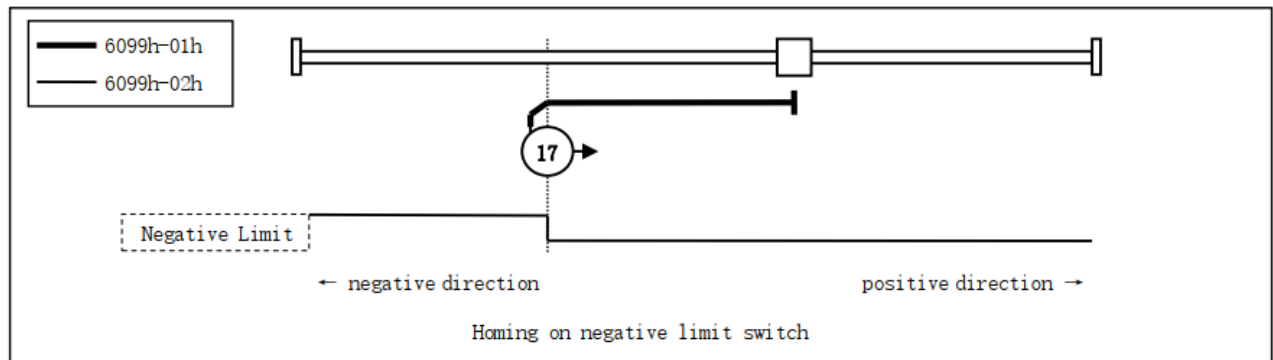 6099h-01h
6099h-02h
17
Negative Limit
← negative direction
positive direction →
Homing on negative limit switch